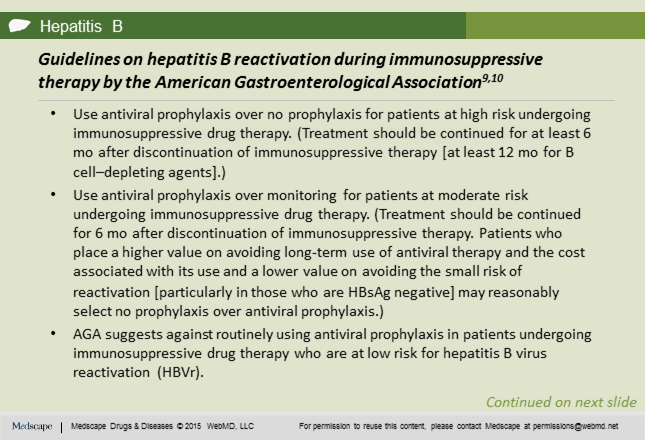 Hepatitis B
Guidelines on hepatitis B reactivation during immunosuppressive
therapy by the American Gastroenterological Association9,10
• Use antiviral prophylaxis over no prophylaxis for patients at high risk undergoing
immunosuppressive drug therapy. (Treatment should be continued for at least 6
mo after discontinuation of immunosuppressive therapy [at least 12 mo for B
cell–depleting agents].)
• Use antiviral prophylaxis over monitoring for patients at moderate risk
undergoing immunosuppressive drug therapy. (Treatment should be continued
for 6 mo after discontinuation of immunosuppressive therapy. Patients who
place a higher value on avoiding long-term use of antiviral therapy and the cost
associated with its use and a lower value on avoiding the small risk of
reactivation [particularly in those who are HBsAg negative] may reasonably
select no prophylaxis over antiviral prophylaxis.)
• AGA suggests against routinely using antiviral prophylaxis in patients undergoing
immunosuppressive drug therapy who are at low risk for hepatitis B virus
reactivation (HBVr).
Continued on next slide
Medscape | Medscape Drugs & Diseases © 2015 WebMD, LLC For permission to reuse this content, please contact Medscape at permissions@webmd.net